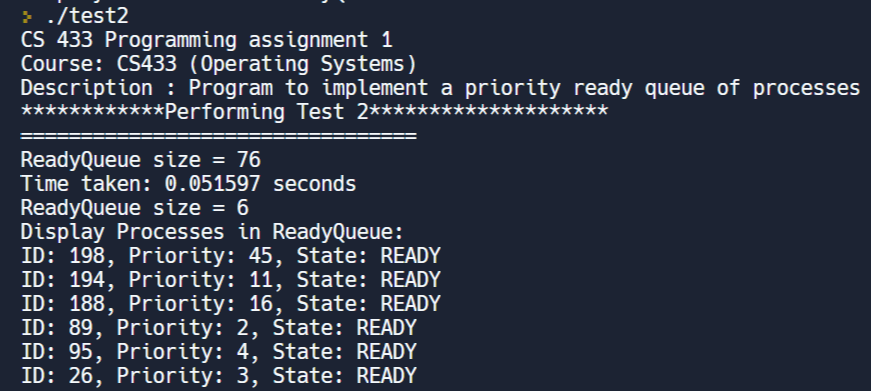 > ./test2
CS 433 Programming assignment 1
Course: CS433 (Operating Systems)
Description : Program to implement a priority ready queue of processes
************Performing Test 2********************
=================================
ReadyQueue size = 76
Time taken: 0.051597 seconds
ReadyQueue size = 6
Display Processes in ReadyQueue:
ID: 198, Priority: 45, State: READY
ID: 194, Priority: 11, State: READY
ID: 188, Priority: 16, State: READY
ID: 89, Priority: 2, State: READY
ID: 95, Priority: 4, State: READY
ID: 26, Priority: 3, State: READY